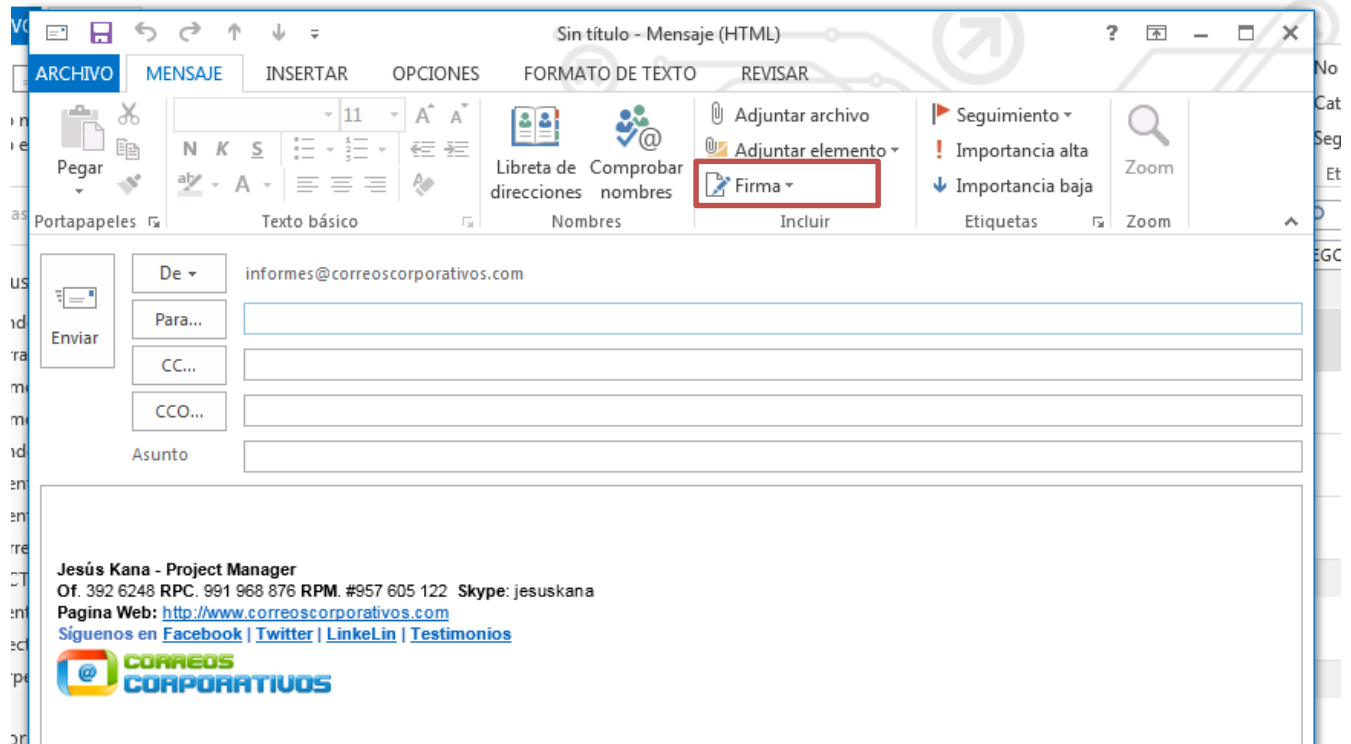 Sin título - Mensaje (HTML)
ARCHIVO MENSAJE INSERTAR OPCIONES FORMATO DE TEXTO REVISAR
Pegar
Portapapeles
11
N K S
Texto básico
Libreta de direcciones
Comprobar nombres
Nombres
Adjuntar archivo
Adjuntar elemento
Firma
Incluir
Seguimiento
Importancia alta
Importancia baja
Etiquetas
Zoom
Zoom
Enviar
De informes@correoscorporativos.com
Para...
CC...
CCO...
Asunto
Jesús Kana - Project Manager
Of. 392 6248 RPC. 991 968 876 RPM. #957 605 122 Skype: jesuskana
Pagina Web: http://www.correoscorporativos.com
Síguenos en Facebook | Twitter | LinkeLin | Testimonios
CORREOS
CORPORATIVOS
No